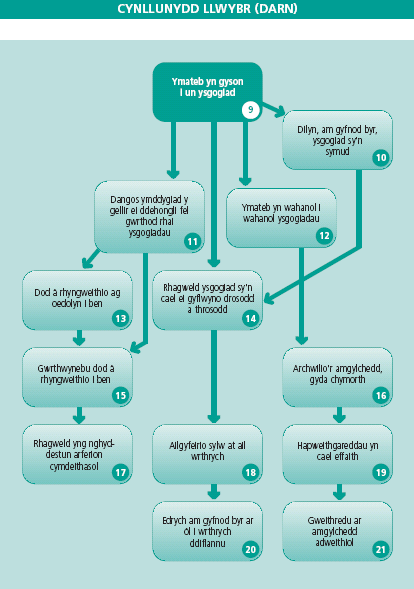 CYNLLUNYDD LLWYBR (DARN)
Ymateb yn gyson
i un ysgogiad
9
Dilyn, am gyfnod byr,
ysgogiad sy'n
symud
10
Dangos ymddygiad y
gellir ei ddehongli fel
gwrthod rhai
ysgogiadau
11
Ymateb yn wahanol i
wahanol ysgogiadau
12
Dod â rhyngweithio ag
oedolyn i ben
13
Rhagweld ysgogiad sy'n
cael ei gyflwyno drosodd
a throsodd
14
Gwrthwynebu dod â
rhyngweithio i ben
15
Archwilio'r amgylchedd,
gyda chymorth
16
Rhagweld yng nghyd-
destun arferion
cymdeithasol
17
Ailgyfeirio sylw at ail
wrthrych
18
Hapweithgareddau yn
cael effaith
19
Edrych am gyfnod byr ar
ôl i wrthrych
ddiflannu
20
Gweithredu ar
amgylchedd
adweithiol
21